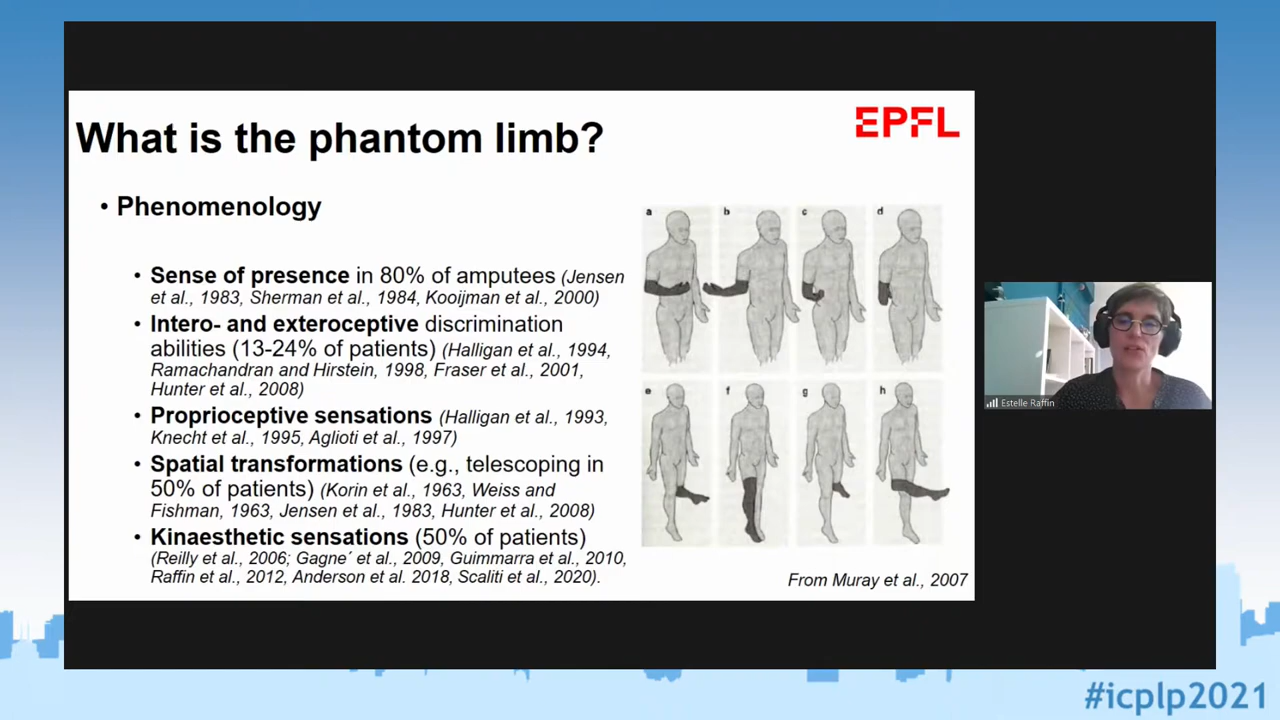 What is the phantom limb?
EPFL
• Phenomenology
• Sense of presence in 80% of amputees (Jensen
et al., 1983, Sherman et al., 1984, Kooijman et al., 2000)
• Intero- and exteroceptive discrimination
abilities (13-24% of patients) (Halligan et al., 1994,
Ramachandran and Hirstein, 1998, Fraser et al., 2001,
Hunter et al., 2008)
• Proprioceptive sensations (Halligan et al., 1993,
Knecht et al., 1995, Aglioti et al., 1997)
• Spatial transformations (e.g., telescoping in
50% of patients) (Korin et al., 1963, Weiss and
Fishman, 1963, Jensen et al., 1983, Hunter et al., 2008)
• Kinaesthetic sensations (50% of patients)
(Reilly et al., 2006; Gagne´ et al., 2009, Guimmarra et al., 2010,
Raffin et al., 2012, Anderson et al. 2018, Scaliti et al., 2020).
a b c d
e f g h
From Muray et al., 2007
Estelle Raffin
#icplp2021